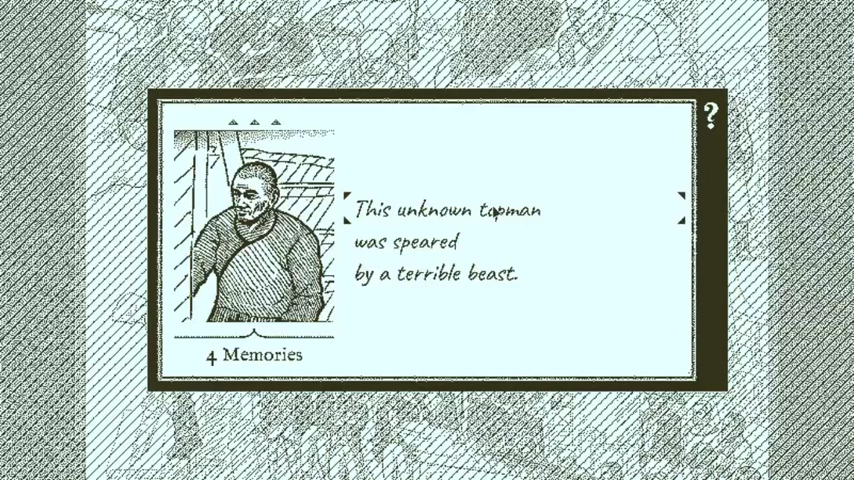 ?
This unknown topman
was speared
by a terrible beast.
4 Memories